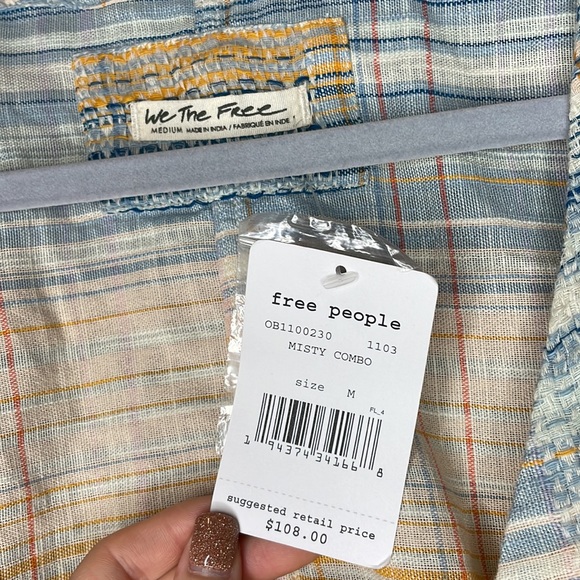 We The Free
MEDIUM MADE IN INDIA / FABRIQUÉ EN INDE
free people
OB1100230 1103
MISTY COMBO
size M
FL_4
1 94374 34166 8
suggested retail price
$108.00